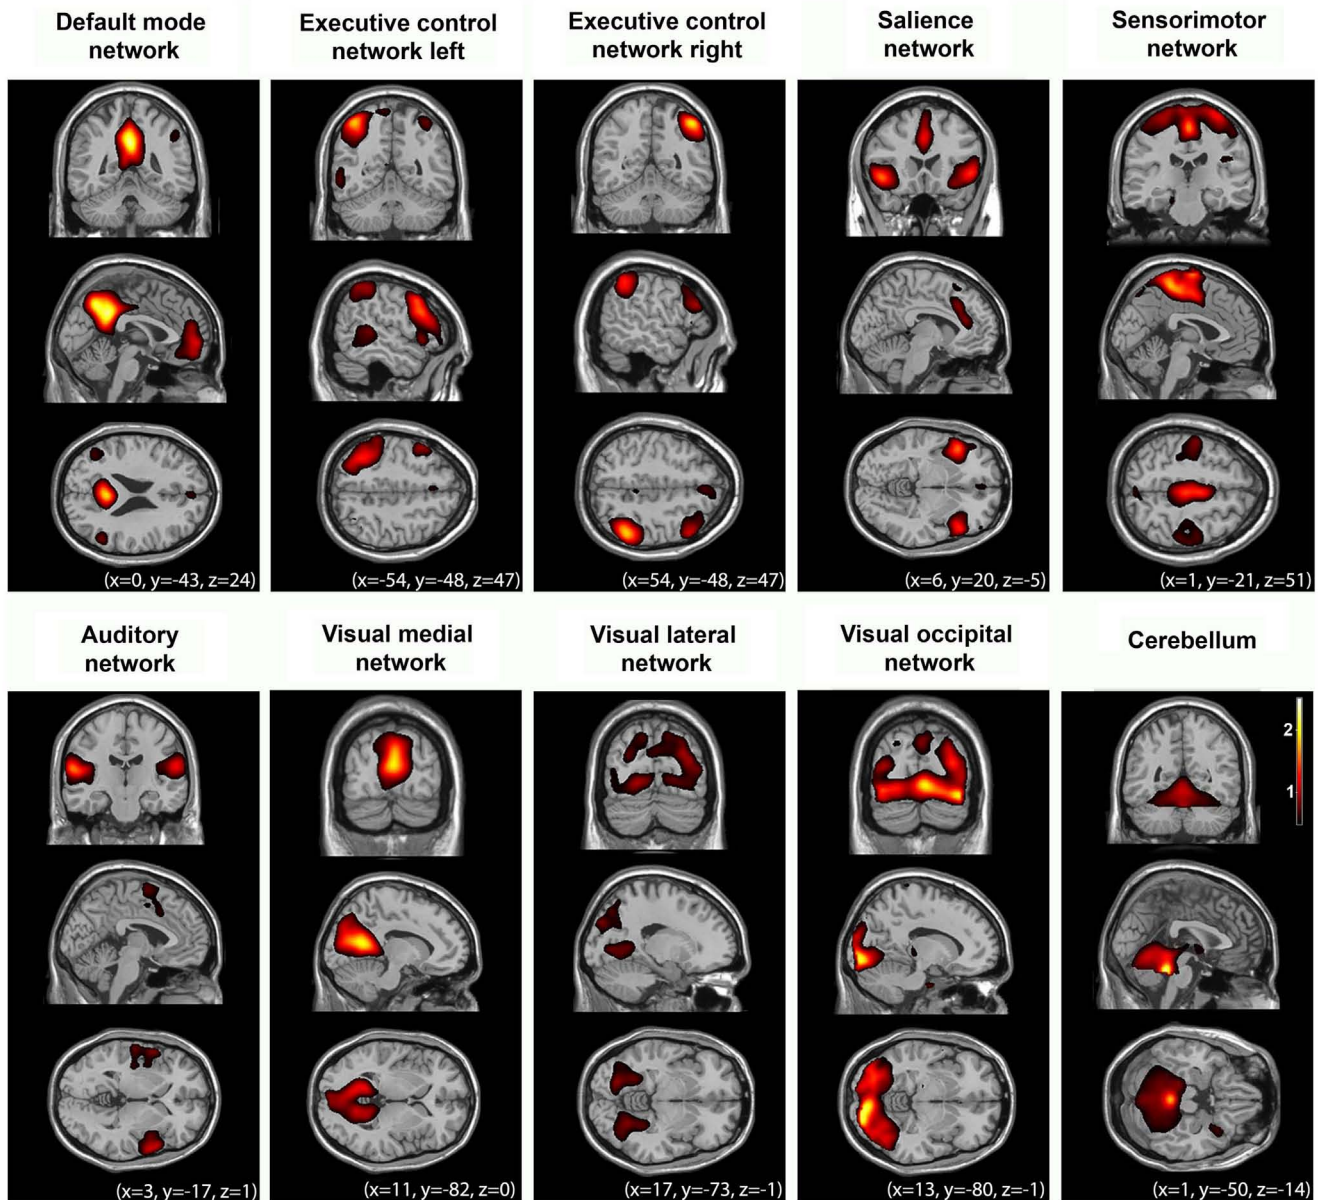 Default mode
network
Executive control
network left
Executive control
network right
Salience
network
Sensorimotor
network
(x=0, y=-43, z=24)
(x=-54, y=-48, z=47)
(x=54, y=-48, z=47)
(x=6, y=20, z=-5)
(x=1, y=-21, z=51)
Auditory
network
Visual medial
network
Visual lateral
network
Visual occipital
network
Cerebellum
2
1
(x=3, y=-17, z=1)
(x=11, y=-82, z=0)
(x=17, y=-73, z=-1)
(x=13, y=-80, z=-1)
(x=1, y=-50, z=-14)